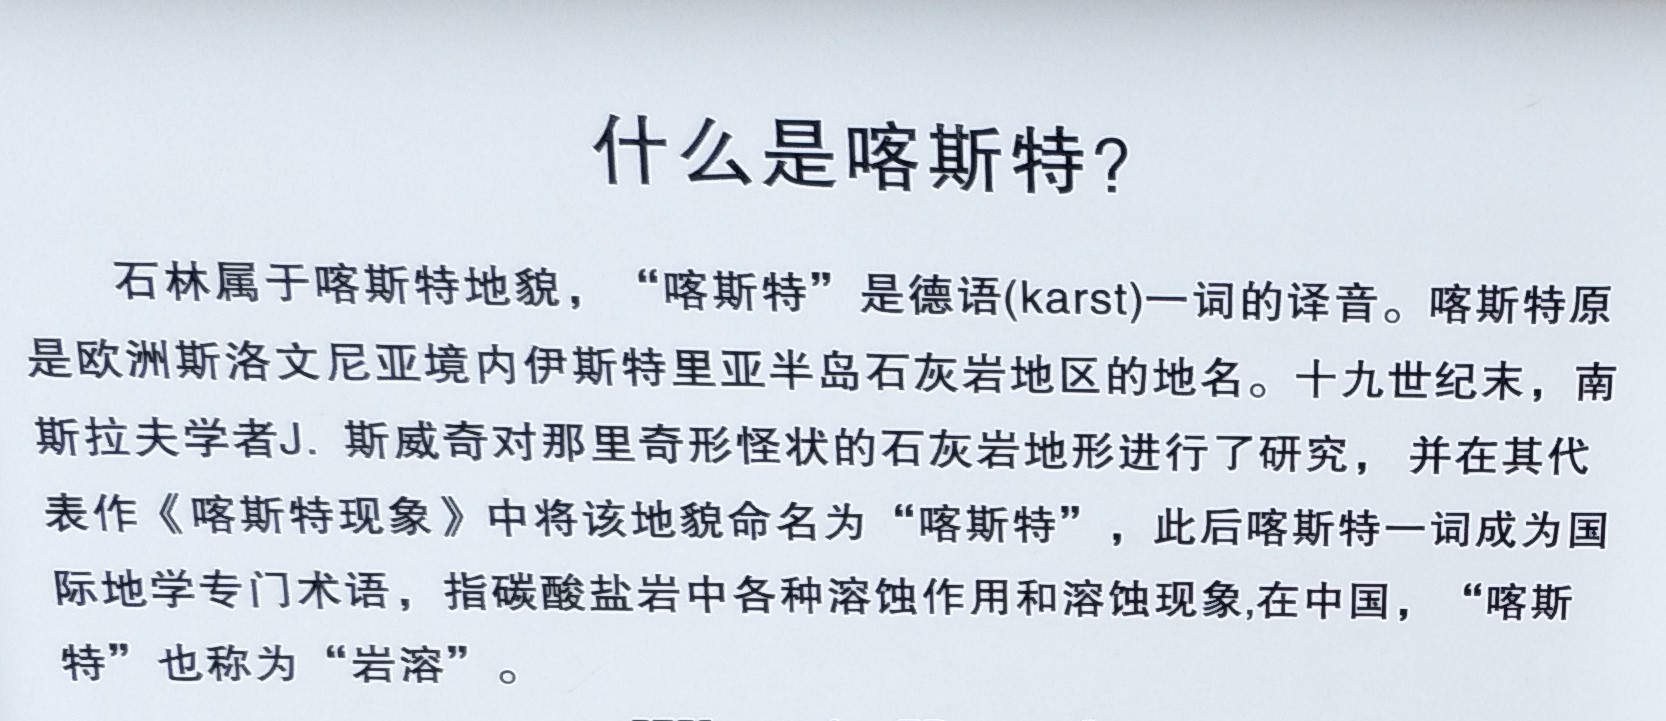 什么是喀斯特?
石林属于喀斯特地貌，“喀斯特”是德语(karst)一词的译音。喀斯特原
是欧洲斯洛文尼亚境内伊斯特里亚半岛石灰岩地区的地名。十九世纪末，南
斯拉夫学者J. 斯威奇对那里奇形怪状的石灰岩地形进行了研究，并在其代
表作《喀斯特现象》中将该地貌命名为“喀斯特”，此后喀斯特一词成为国
际地学专门术语，指碳酸盐岩中各种溶蚀作用和溶蚀现象,在中国，“喀斯
特”也称为“岩溶”。